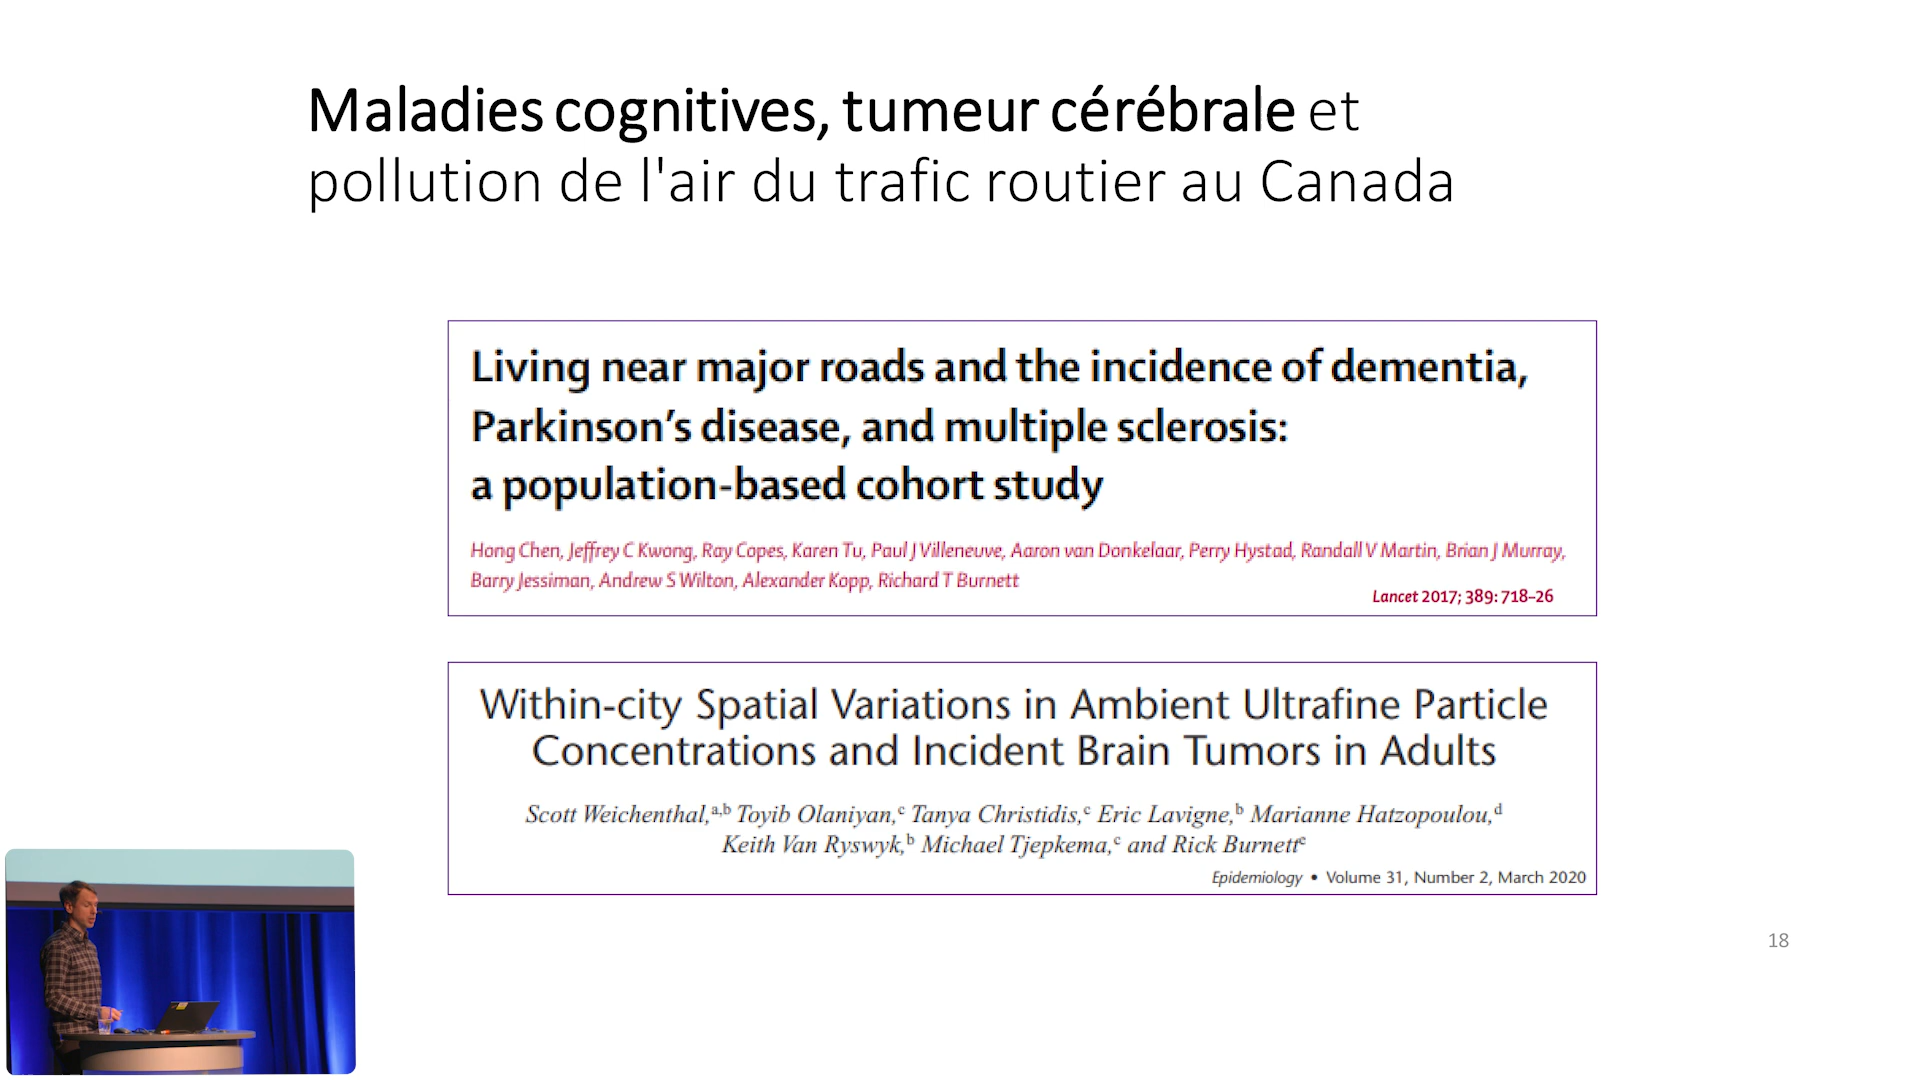 Maladies cognitives, tumeur cérébrale et
pollution de l'air du trafic routier au Canada
Living near major roads and the incidence of dementia,
Parkinson's disease, and multiple sclerosis:
a population-based cohort study
Hong Chen, Jeffrey C Kwong, Ray Copes, Karen Tu, Paul J Villeneuve, Aaron van Donkelaar, Perry Hystad, Randall V Martin, Brian J Murray,
Barry Jessiman, Andrew S Wilton, Alexander Kopp, Richard T Burnett
Lancet 2017; 389: 718–26
Within-city Spatial Variations in Ambient Ultrafine Particle
Concentrations and Incident Brain Tumors in Adults
Scott Weichenthal,a,b Toyib Olaniyan,c Tanya Christidis,c Eric Lavigne,b Marianne Hatzopoulou,d
Keith Van Ryswyk,b Michael Tjepkema,c and Rick Burnette
Epidemiology • Volume 31, Number 2, March 2020
18